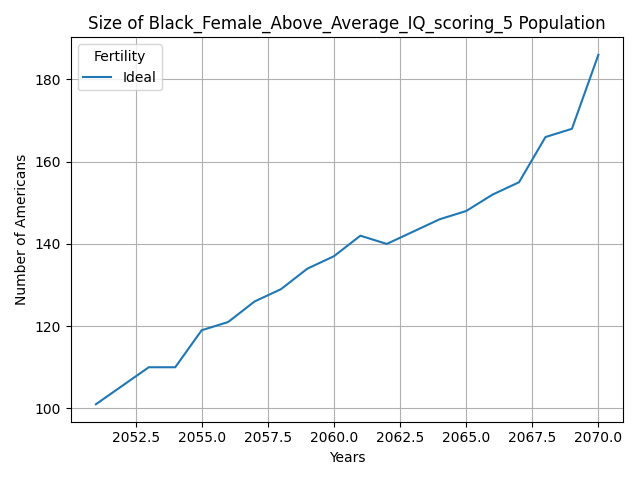 Size of Black_Female_Above_Average_IQ_scoring_5 Population
Fertility
Ideal
Number of Americans
180
160
140
120
100
2052.5 2055.0 2057.5 2060.0 2062.5 2065.0 2067.5 2070.0
Years